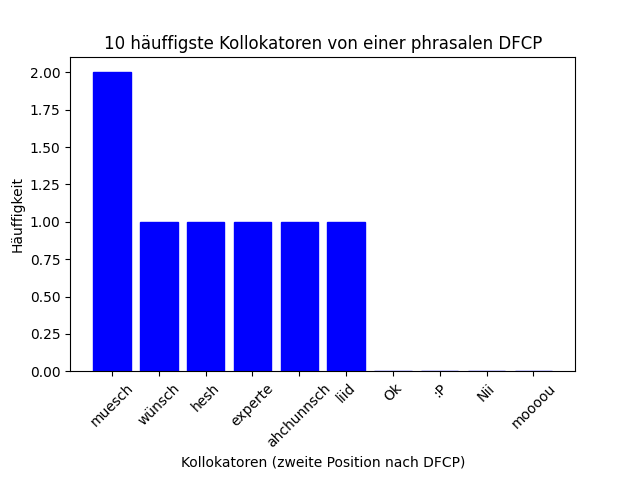 10 häuffigste Kollokatoren von einer phrasalen DFCP
Häuffigkeit
2.00
1.75
1.50
1.25
1.00
0.75
0.50
0.25
0.00
muesch
wünsch
hesh
experte
ahchunnsch
liid
Ok
:P
Nii
moooou
Kollokatoren (zweite Position nach DFCP)